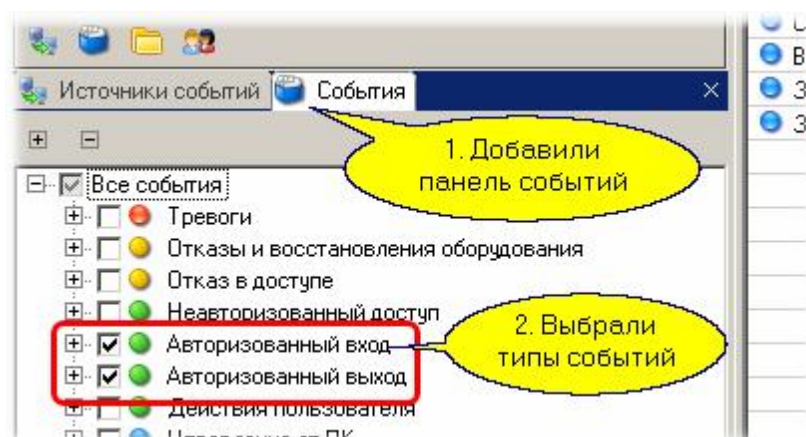 Источники событий
События
1. Добавили
панель событий
Все события
Тревоги
Отказы и восстановления оборудования
Отказ в доступе
Неавторизованный доступ
2. Выбрали
типы событий
Авторизованный вход
Авторизованный выход
Действия пользователя
В
З
З